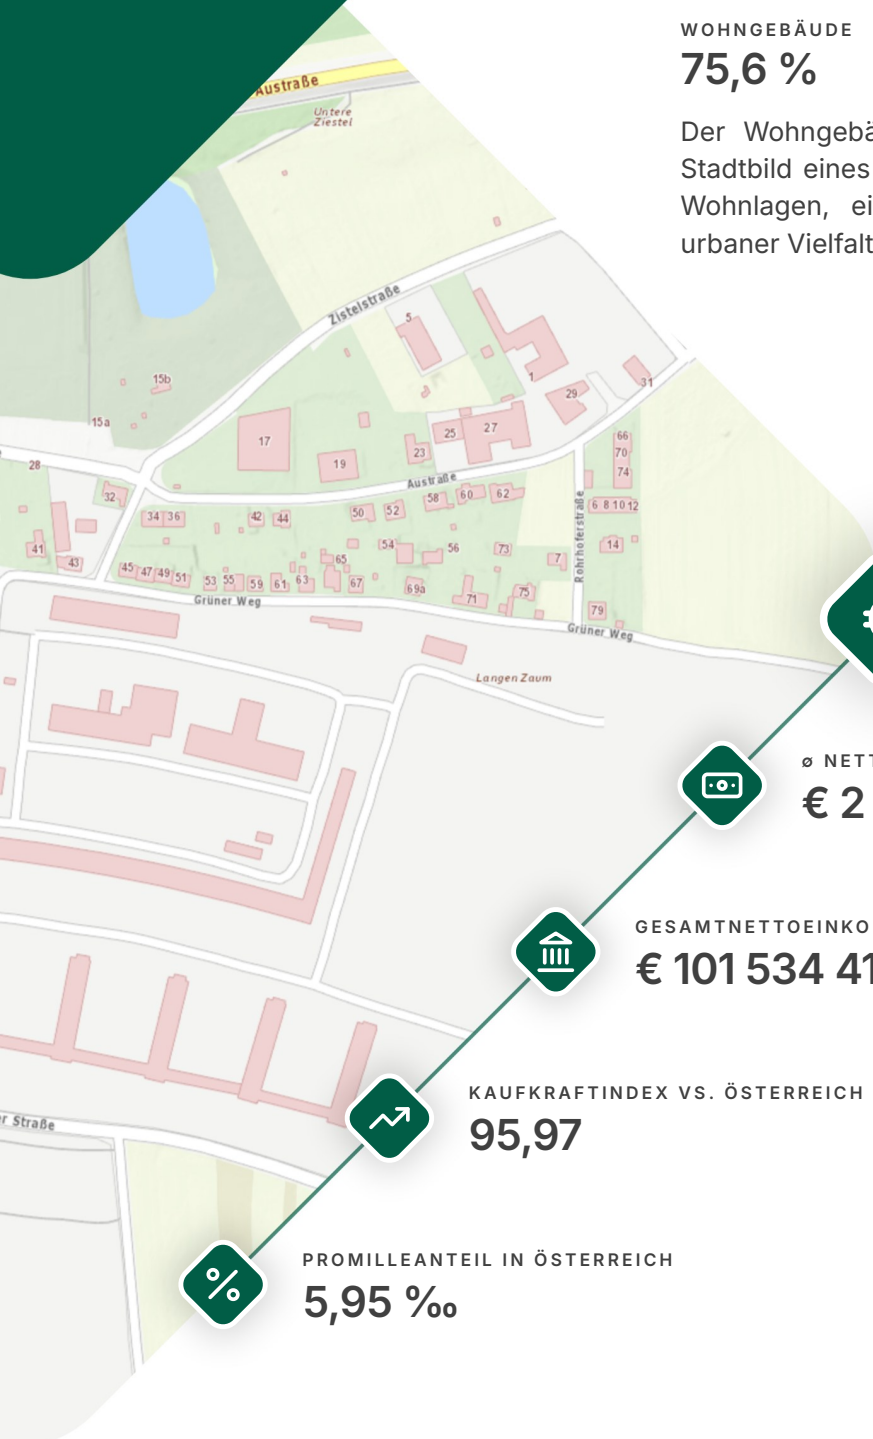 WOHNGEBÄUDE
75,6 %
Der Wohngebä
Stadtbild eines
Wohnlagen, ei
urbaner Vielfalt
Austraße
Untere
Ziestel
Zistelstraße
5
1
31
29
15b
15a
17
19
23
25
27
Austraße
28
32
34 36
42 44
50 52
58 60 62
66
70
74
6 8 10 12
Rohrhoferstraße
41
43
54
56
73
7
14
65
45 47 49 51
53 55 59 61 63
67
69a
71
75
79
Grüner Weg
Grüner Weg
Langen Zaum
ø NETT
€ 2
GESAMTNETTOEINKO
€ 101 534 41
KAUFKRAFTINDEX VS. ÖSTERREICH
95,97
r Straße
PROMILLEANTEIL IN ÖSTERREICH
5,95 ‰